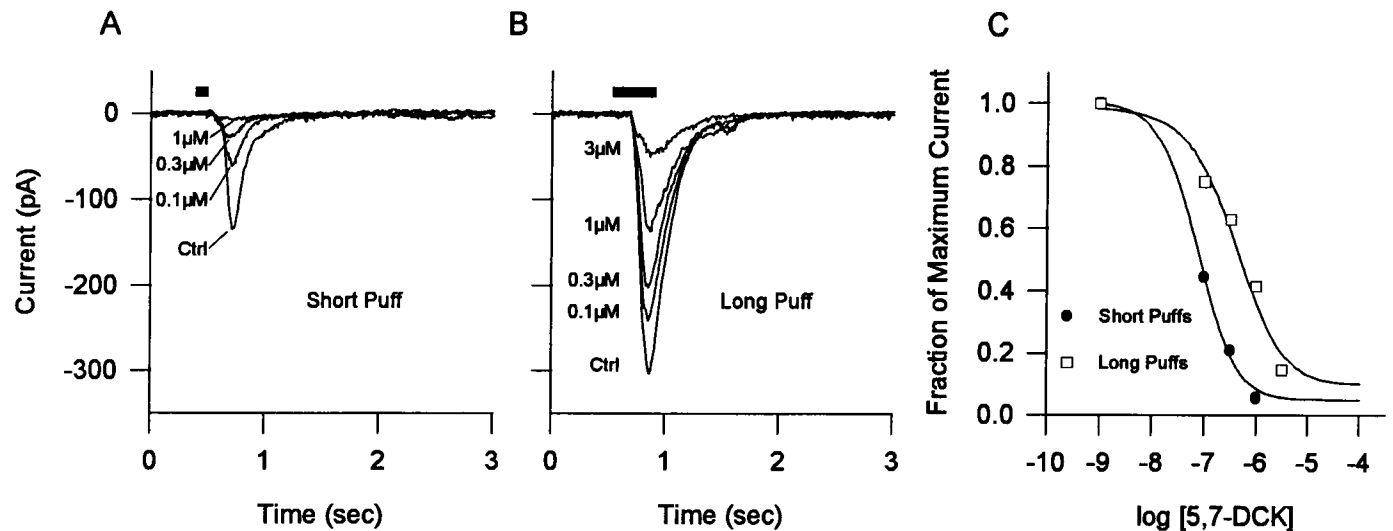 A
Current (pA)
0
-100
-200
-300
1µM
0.3µM
0.1µM
Ctrl
Short Puff
0 1 2 3
Time (sec)
B
3µM
1µM
0.3µM
0.1µM
Ctrl
Long Puff
0 1 2 3
Time (sec)
C
Fraction of Maximum Current
1.0
0.8
0.6
0.4
0.2
0.0
Short Puffs
Long Puffs
-10 -9 -8 -7 -6 -5 -4
log [5,7-DCK]